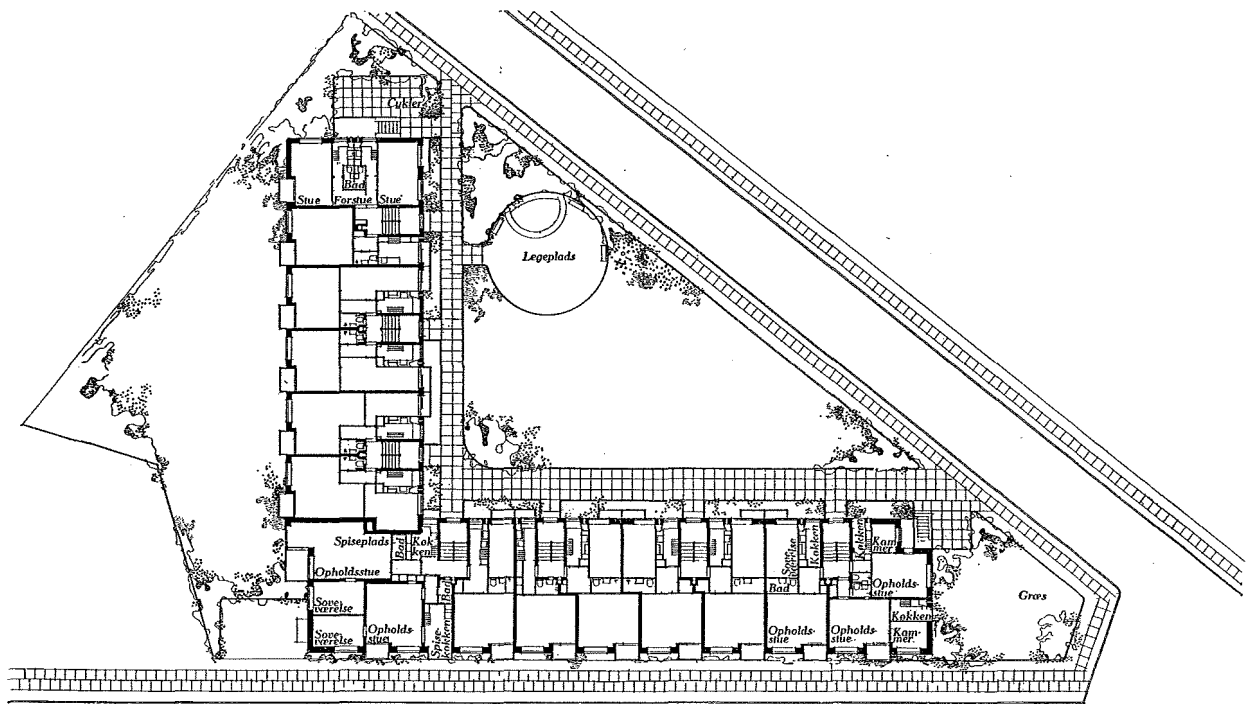 Cykler
Bad
Stue
Forstue
Stue
Legeplads
Spiseplads
Bad
Køk-
ken
Opholdsstue
Sove-
værelse
Sove-
værelse
Opholds-
stue
Bad
Spise-
køkken
Soveværelse
Køkken
Køkken
Kam-
mer
Bad
Opholds-
stue
Opholds-
stue
Opholds-
stue
Køkken
Kam-
mer
Græs